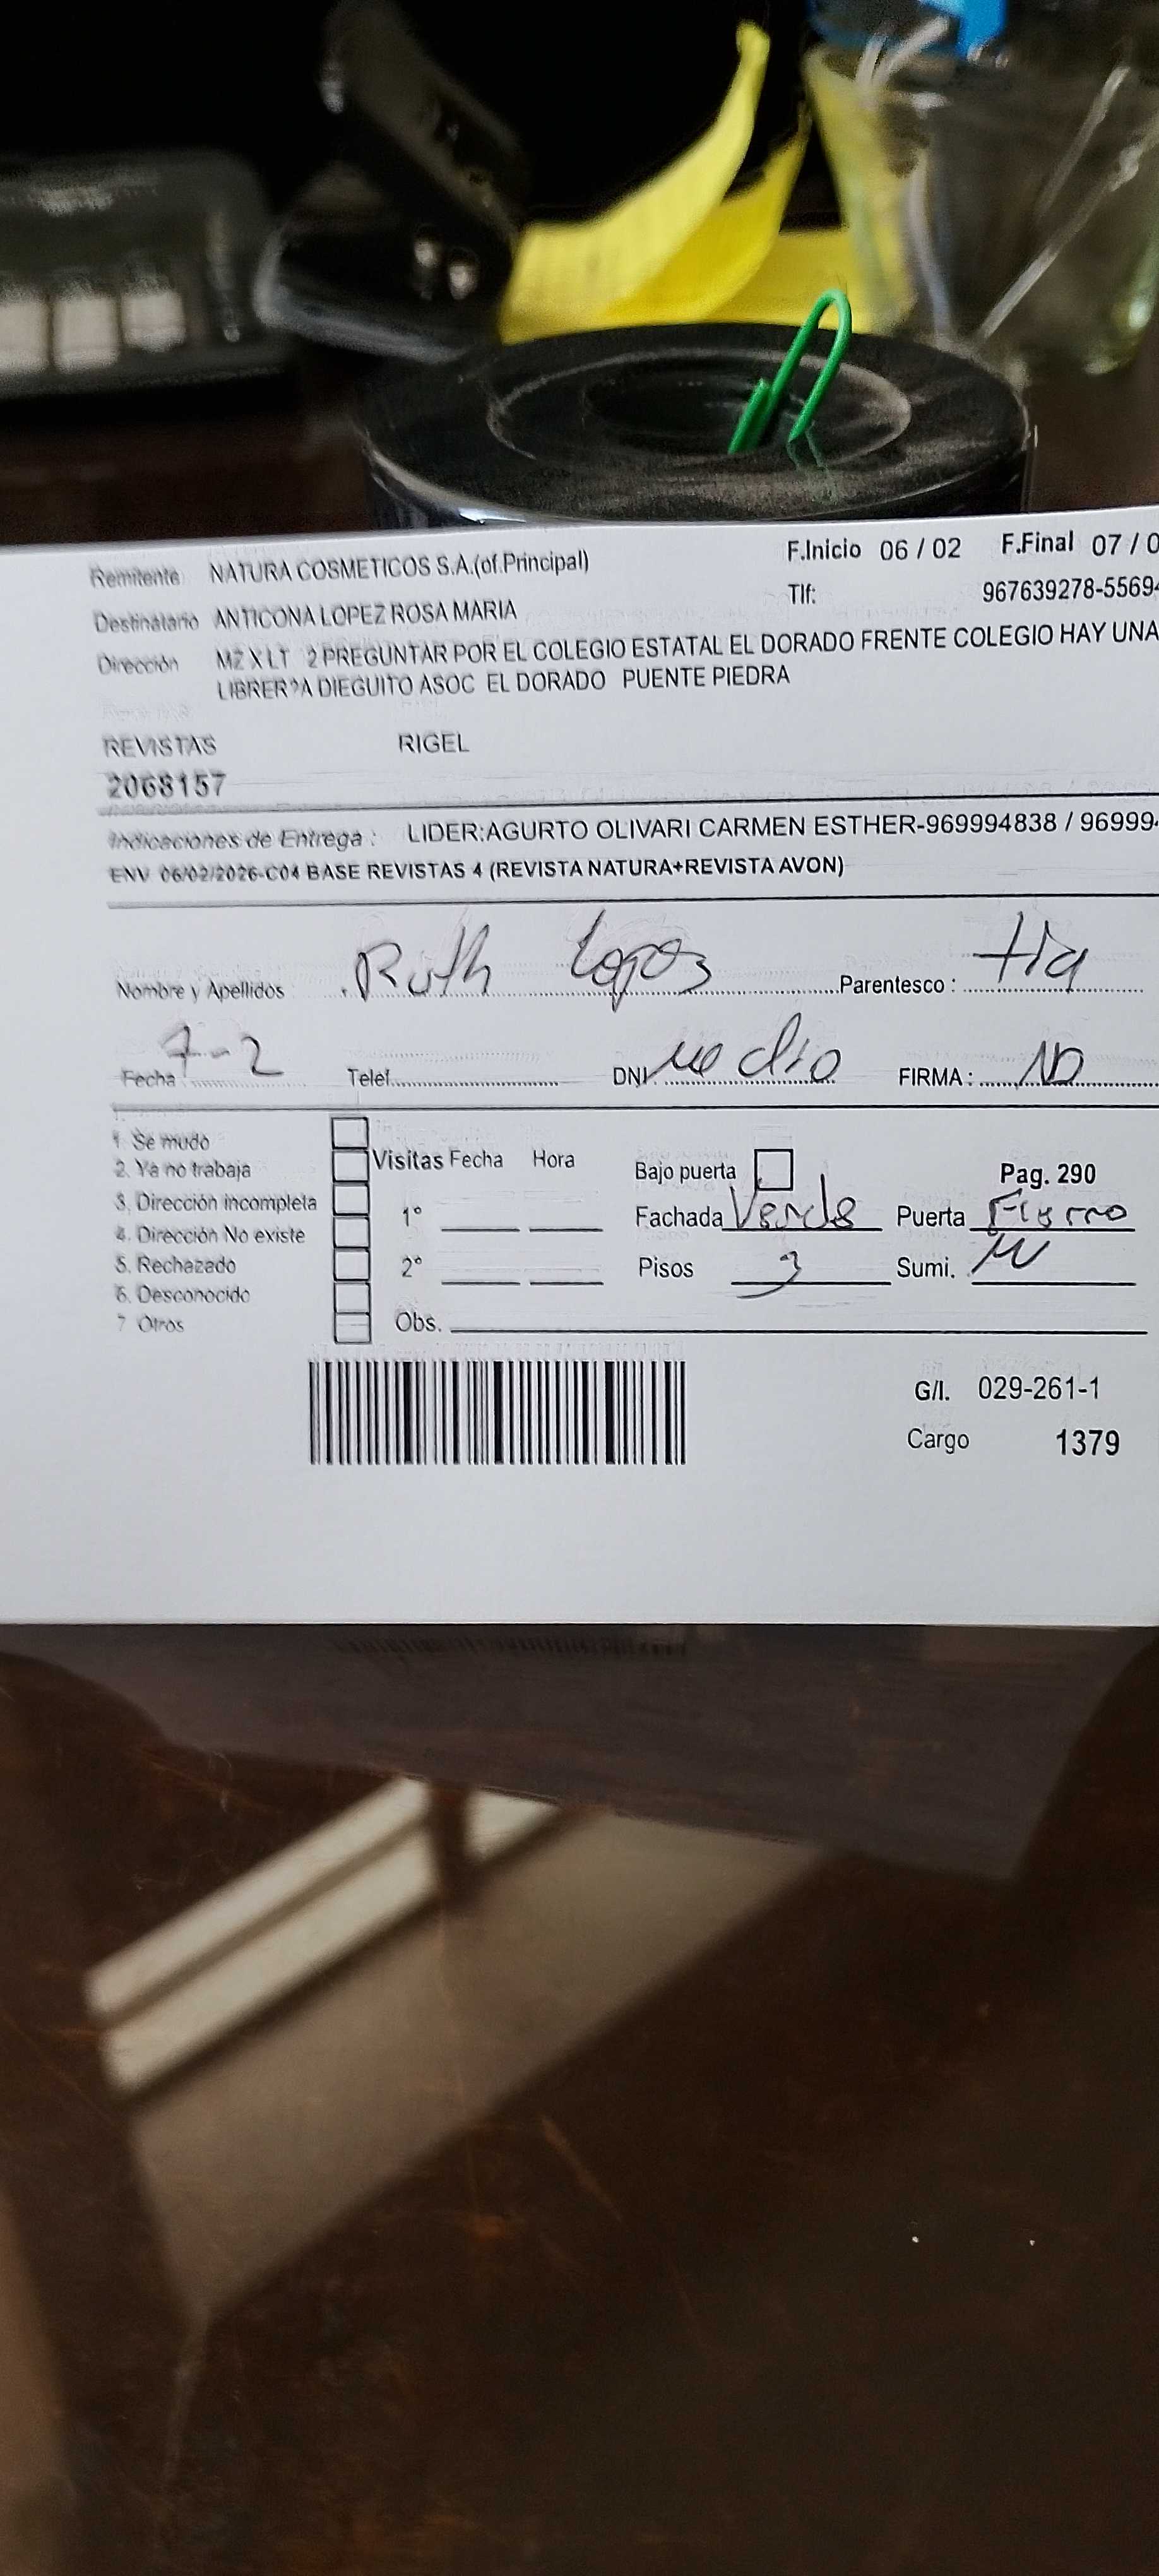 Remitente NATURA COSMETICOS S.A.(of.Principal) F.Inicio 06 / 02 F.Final 07 / 0
Tlf: 967639278-5569
Destinatario ANTICONA LOPEZ ROSA MARIA
Dirección MZ X LT 2 PREGUNTAR POR EL COLEGIO ESTATAL EL DORADO FRENTE COLEGIO HAY UNA
LIBRER?A DIEGUITO ASOC EL DORADO PUENTE PIEDRA
REVISTAS RIGEL
2068157
Indicaciones de Entrega : LIDER:AGURTO OLIVARI CARMEN ESTHER-969994838 / 96999
ENV 06/02/2026-C04 BASE REVISTAS 4 (REVISTA NATURA+REVISTA AVON)
Nombre y Apellidos Ruth Lopos Parentesco : tia
Fecha 7-2 Telef. DNI no dio FIRMA : NO
1. Se mudo
2. Ya no trabaja Visitas Fecha Hora Bajo puerta Pag. 290
3. Dirección incompleta 1° Fachada Verde Puerta Fierro
4. Dirección No existe
5. Rechazado 2° Pisos 3 Sumi.
6. Desconocido
7 Otros Obs.
G/I. 029-261-1
Cargo 1379